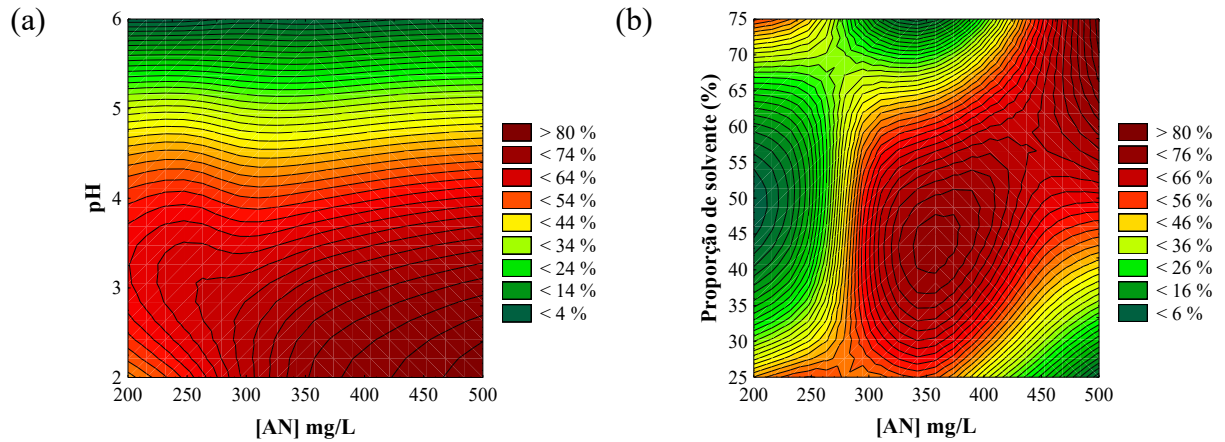 (a)
6
5
4
3
2
pH
200 250 300 350 400 450 500
[AN] mg/L
> 80 %
< 74 %
< 64 %
< 54 %
< 44 %
< 34 %
< 24 %
< 14 %
< 4 %
(b)
75
70
65
60
55
50
45
40
35
30
25
Proporção de solvente (%)
200 250 300 350 400 450 500
[AN] mg/L
> 80 %
< 76 %
< 66 %
< 56 %
< 46 %
< 36 %
< 26 %
< 16 %
< 6 %